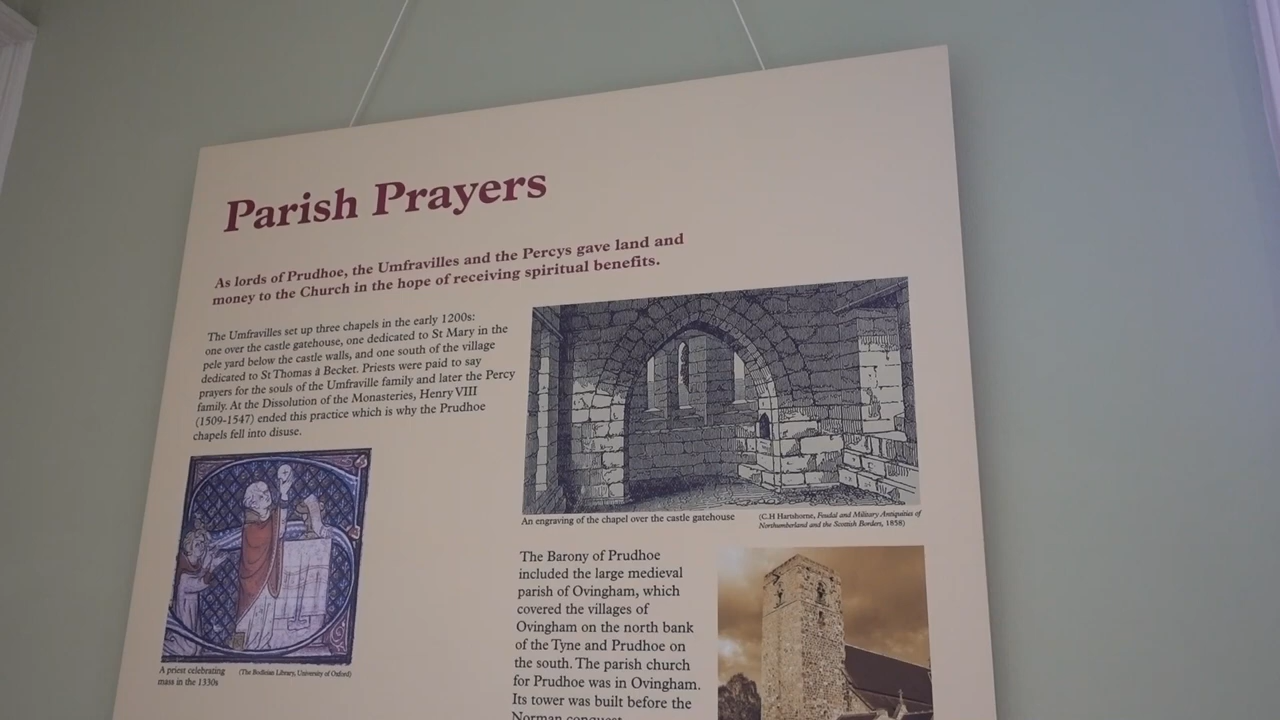 Parish Prayers
As lords of Prudhoe, the Umfravilles and the Percys gave land and
money to the Church in the hope of receiving spiritual benefits.
The Umfravilles set up three chapels in the early 1200s:
one over the castle gatehouse, one dedicated to St Mary in the
pele yard below the castle walls, and one south of the village
dedicated to St Thomas à Becket. Priests were paid to say
prayers for the souls of the Umfraville family and later the Percy
family. At the Dissolution of the Monasteries, Henry VIII
(1509-1547) ended this practice which is why the Prudhoe
chapels fell into disuse.
An engraving of the chapel over the castle gatehouse
(C.H Hartshorne, Feudal and Military Antiquities of
Northumberland and the Scottish Borders, 1858)
A priest celebrating
mass in the 1330s
(The Bodleian Library, University of Oxford)
The Barony of Prudhoe
included the large medieval
parish of Ovingham, which
covered the villages of
Ovingham on the north bank
of the Tyne and Prudhoe on
the south. The parish church
for Prudhoe was in Ovingham.
Its tower was built before the
Norman conquest